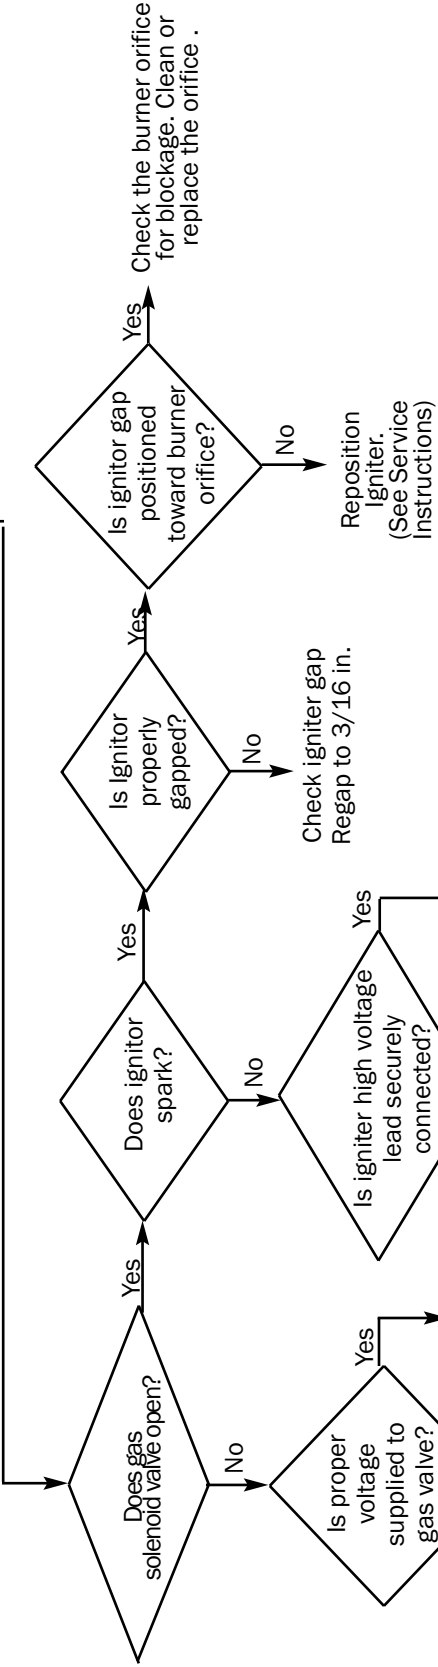 Does gas
solenoid valve open?
Yes
No
Does ignitor
spark?
Yes
No
Is Ignitor
properly
gapped?
Yes
No
Check igniter gap
Regap to 3/16 in.
Is ignitor gap
positioned
toward burner
orifice?
Yes
No
Check the burner orifice
for blockage. Clean or
replace the orifice .
Reposition
Igniter.
(See Service
Instructions)
Is proper
voltage
supplied to
gas valve?
Yes
Is igniter high voltage
lead securely
connected?
Yes